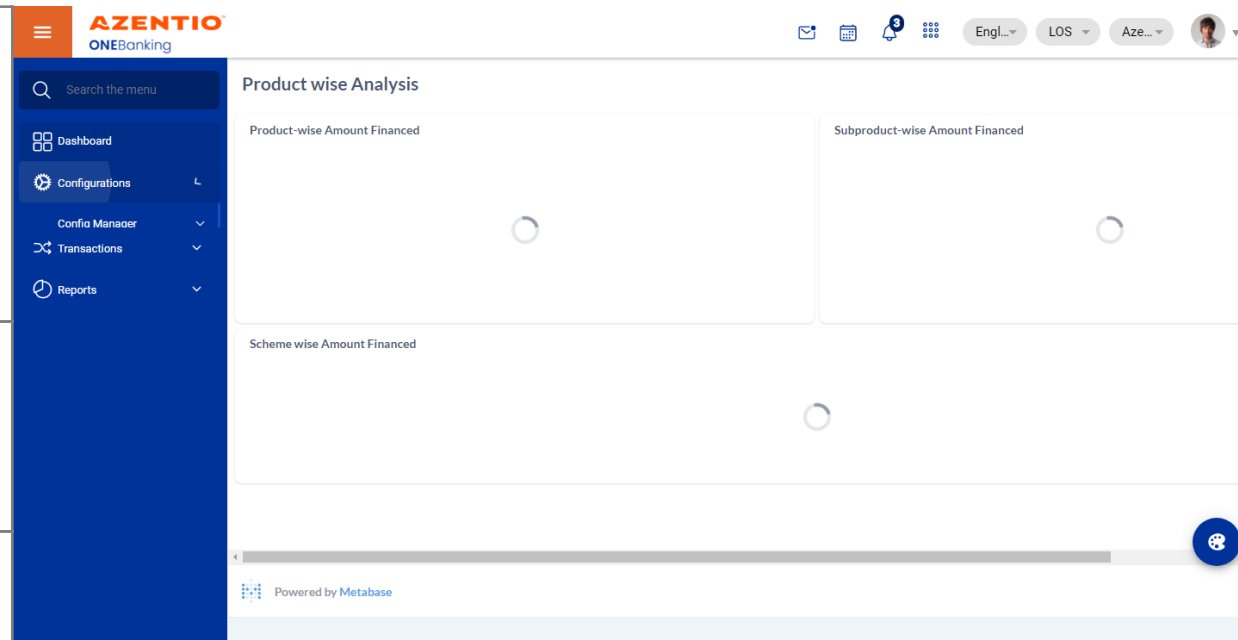 AZENTIO
ONEBanking
3
Engl...
LOS
Aze...
Search the menu
Dashboard
Configurations
Config Manager
Transactions
Reports
Product wise Analysis
Product-wise Amount Financed
Subproduct-wise Amount Financed
Scheme wise Amount Financed
Powered by Metabase